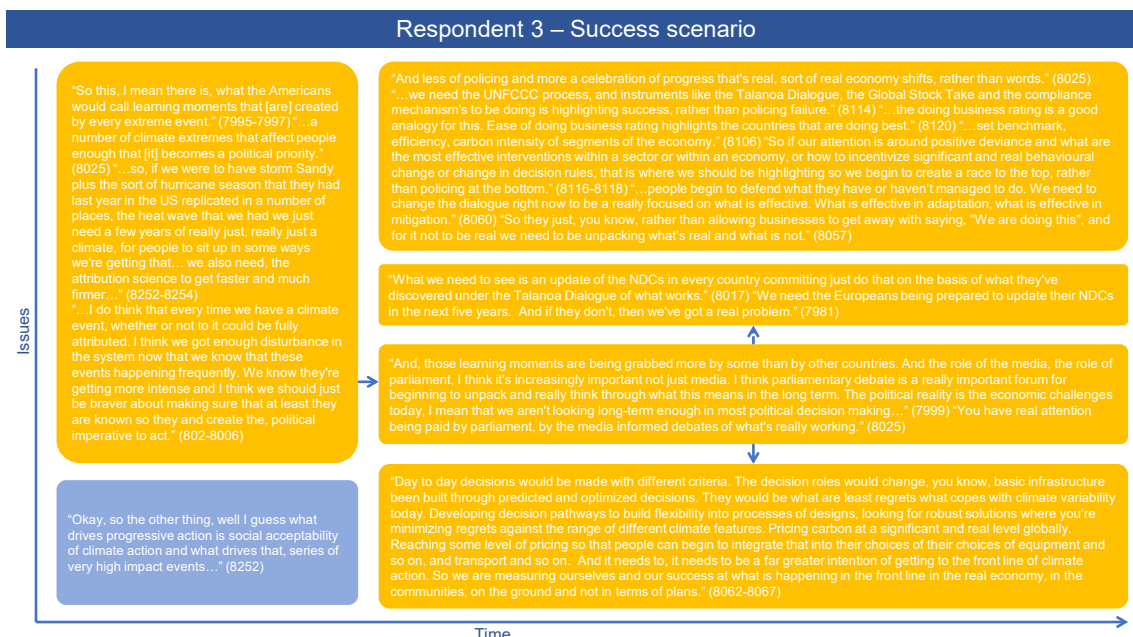 Respondent 3 – Success scenario
Issues
“So this, I mean there is, what the Americans
would call learning moments that [are] created
by every extreme event.” (7995-7997) “…a
number of climate extremes that affect people
enough that [it] becomes a political priority.”
(8025) “…so, if we were to have storm Sandy
plus the sort of hurricane season that they had
last year in the US replicated in a number of
places, the heat wave that we had we just
need a few years of really just, really just a
climate, for people to sit up in some ways
we're getting that… we also need, the
attribution science to get faster and much
firmer…” (8252-8254)
“…I do think that every time we have a climate
event, whether or not to it could be fully
attributed. I think we got enough disturbance in
the system now that we know that these
events happening frequently. We know they're
getting more intense and I think we should just
be braver about making sure that at least they
are known so they and create the, political
imperative to act.” (802-8006)
“Okay, so the other thing, well I guess what
drives progressive action is social acceptability
of climate action and what drives that, series of
very high impact events…” (8252)
“And less of policing and more a celebration of progress that's real, sort of real economy shifts, rather than words.” (8025)
“…we need the UNFCCC process, and instruments like the Talanoa Dialogue, the Global Stock Take and the compliance
mechanism's to be doing is highlighting success, rather than policing failure.” (8114) “…the doing business rating is a good
analogy for this. Ease of doing business rating highlights the countries that are doing best.” (8120) “…set benchmark,
efficiency, carbon intensity of segments of the economy.” (8106) “So if our attention is around positive deviance and what are
the most effective interventions within a sector or within an economy, or how to incentivize significant and real behavioural
change or change in decision rules, that is where we should be highlighting so we begin to create a race to the top, rather
than policing at the bottom.” (8116-8118) “…people begin to defend what they have or haven’t managed to do. We need to
change the dialogue right now to be a really focused on what is effective. What is effective in adaptation, what is effective in
mitigation.” (8060) “So they just, you know, rather than allowing businesses to get away with saying, "We are doing this", and
for it not to be real we need to be unpacking what’s real and what is not.” (8057)
“What we need to see is an update of the NDCs in every country committing just do that on the basis of what they've
discovered under the Talanoa Dialogue of what works.” (8017) “We need the Europeans being prepared to update their NDCs
in the next five years. And if they don't, then we've got a real problem.” (7981)
“And, those learning moments are being grabbed more by some than by other countries. And the role of the media, the role of
parliament, I think it's increasingly important not just media. I think parliamentary debate is a really important forum for
beginning to unpack and really think through what this means in the long term. The political reality is the economic challenges
today, I mean that we aren't looking long-term enough in most political decision making…” (7999) “You have real attention
being paid by parliament, by the media informed debates of what's really working.” (8025)
“Day to day decisions would be made with different criteria. The decision roles would change, you know, basic infrastructure
been built through predicted and optimized decisions. They would be what are least regrets what copes with climate variability
today. Developing decision pathways to build flexibility into processes of designs, looking for robust solutions where you're
minimizing regrets against the range of different climate features. Pricing carbon at a significant and real level globally.
Reaching some level of pricing so that people can begin to integrate that into their choices of their choices of equipment and
so on, and transport and so on. And it needs to, it needs to be a far greater intention of getting to the front line of climate
action. So we are measuring ourselves and our success at what is happening in the front line in the real economy, in the
communities, on the ground and not in terms of plans.” (8062-8067)
Time